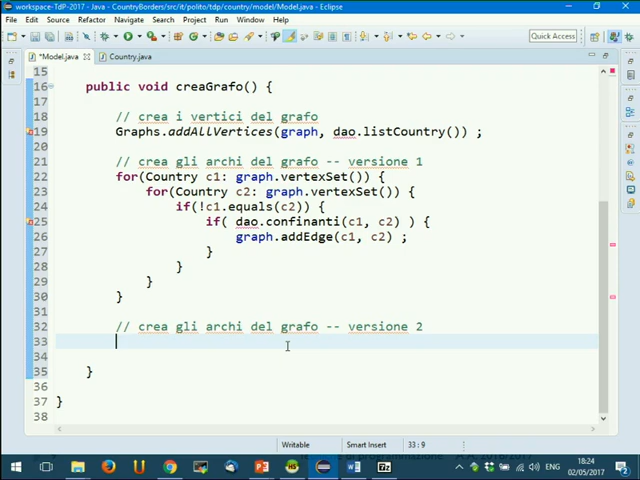 workspace-TdP-2017 - Java - CountryBorders/src/it/polito/tdp/country/model/Model.java - Eclipse
File Edit Source Refactor Navigate Search Project Run Window Help
Quick Access
*Model.java Country.java
15
16 public void creaGrafo() {
17
18 // crea i vertici del grafo
19 Graphs.addAllVertices(graph, dao.listCountry()) ;
20
21 // crea gli archi del grafo -- versione 1
22 for(Country c1: graph.vertexSet()) {
23 for(Country c2: graph.vertexSet()) {
24 if(!c1.equals(c2)) {
25 if( dao.confinanti(c1, c2) ) {
26 graph.addEdge(c1, c2) ;
27 }
28 }
29 }
30 }
31
32 // crea gli archi del grafo -- versione 2
33
34
35 }
36
37 }
38
Writable Smart Insert 33 : 9
di programmazione A.A. 2016/2017
ENG 18:24
02/05/2017